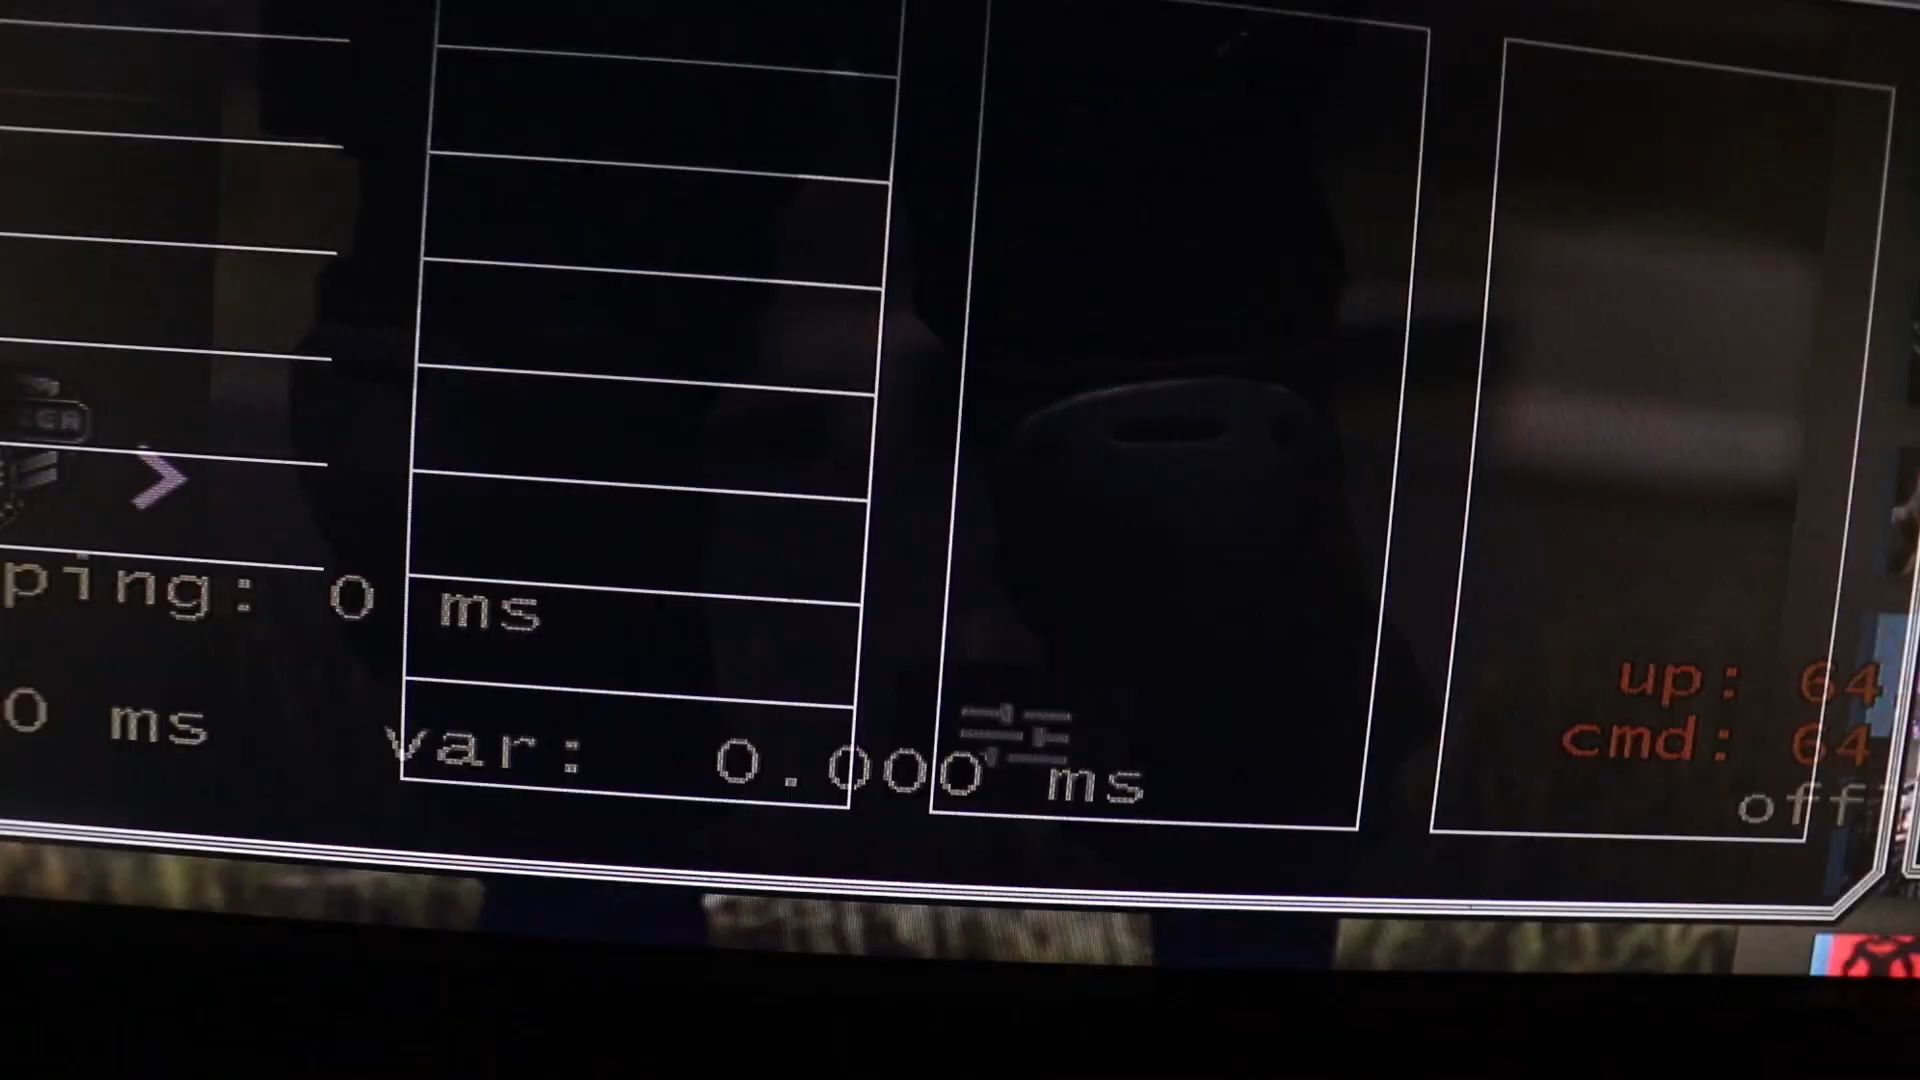 ping: 0 ms
0 ms var: 0.000 ms
up: 64
cmd: 64
off